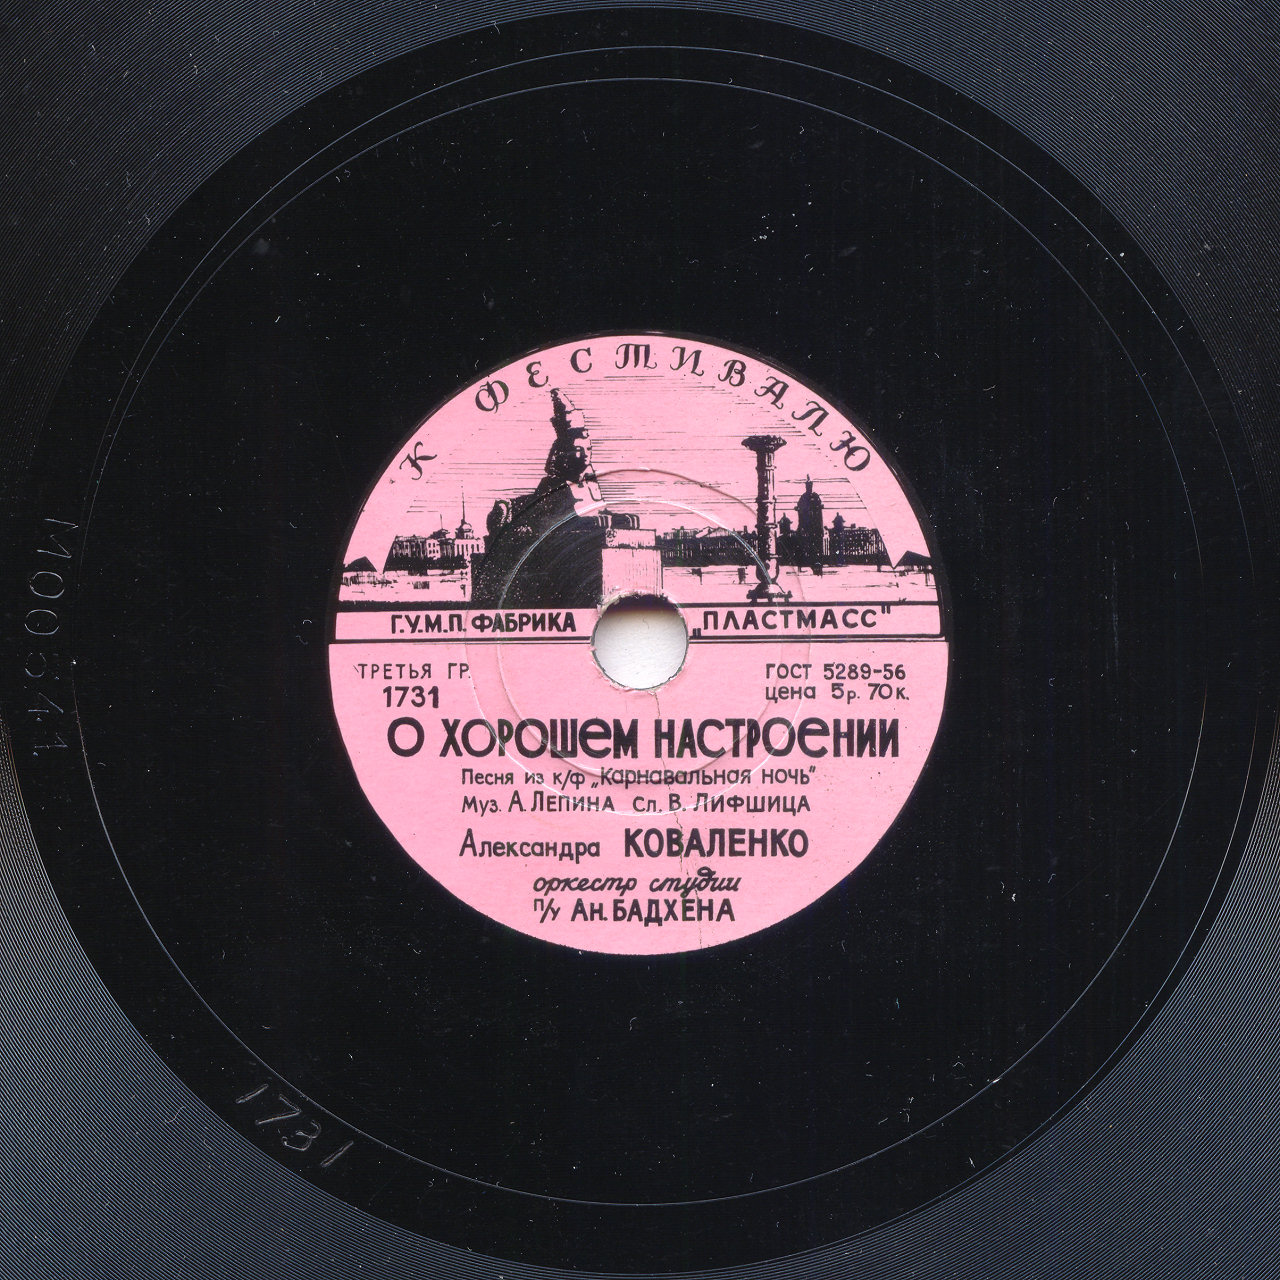 К ФЕСТИВАЛЮ
Г.У.М.П. ФАБРИКА „ПЛАСТМАСС"
ТРЕТЬЯ ГР.
1731
ГОСТ 5289-56
цена 5р. 70к.
О ХОРОШЕМ НАСТРОЕНИИ
Песня из к/ф „Карнавальная ночь"
Муз. А. ЛЕПИНА Сл. В. ЛИФШИЦА
Александра КОВАЛЕНКО
оркестр студии
п/у Ан. БАДХЕНА
1731